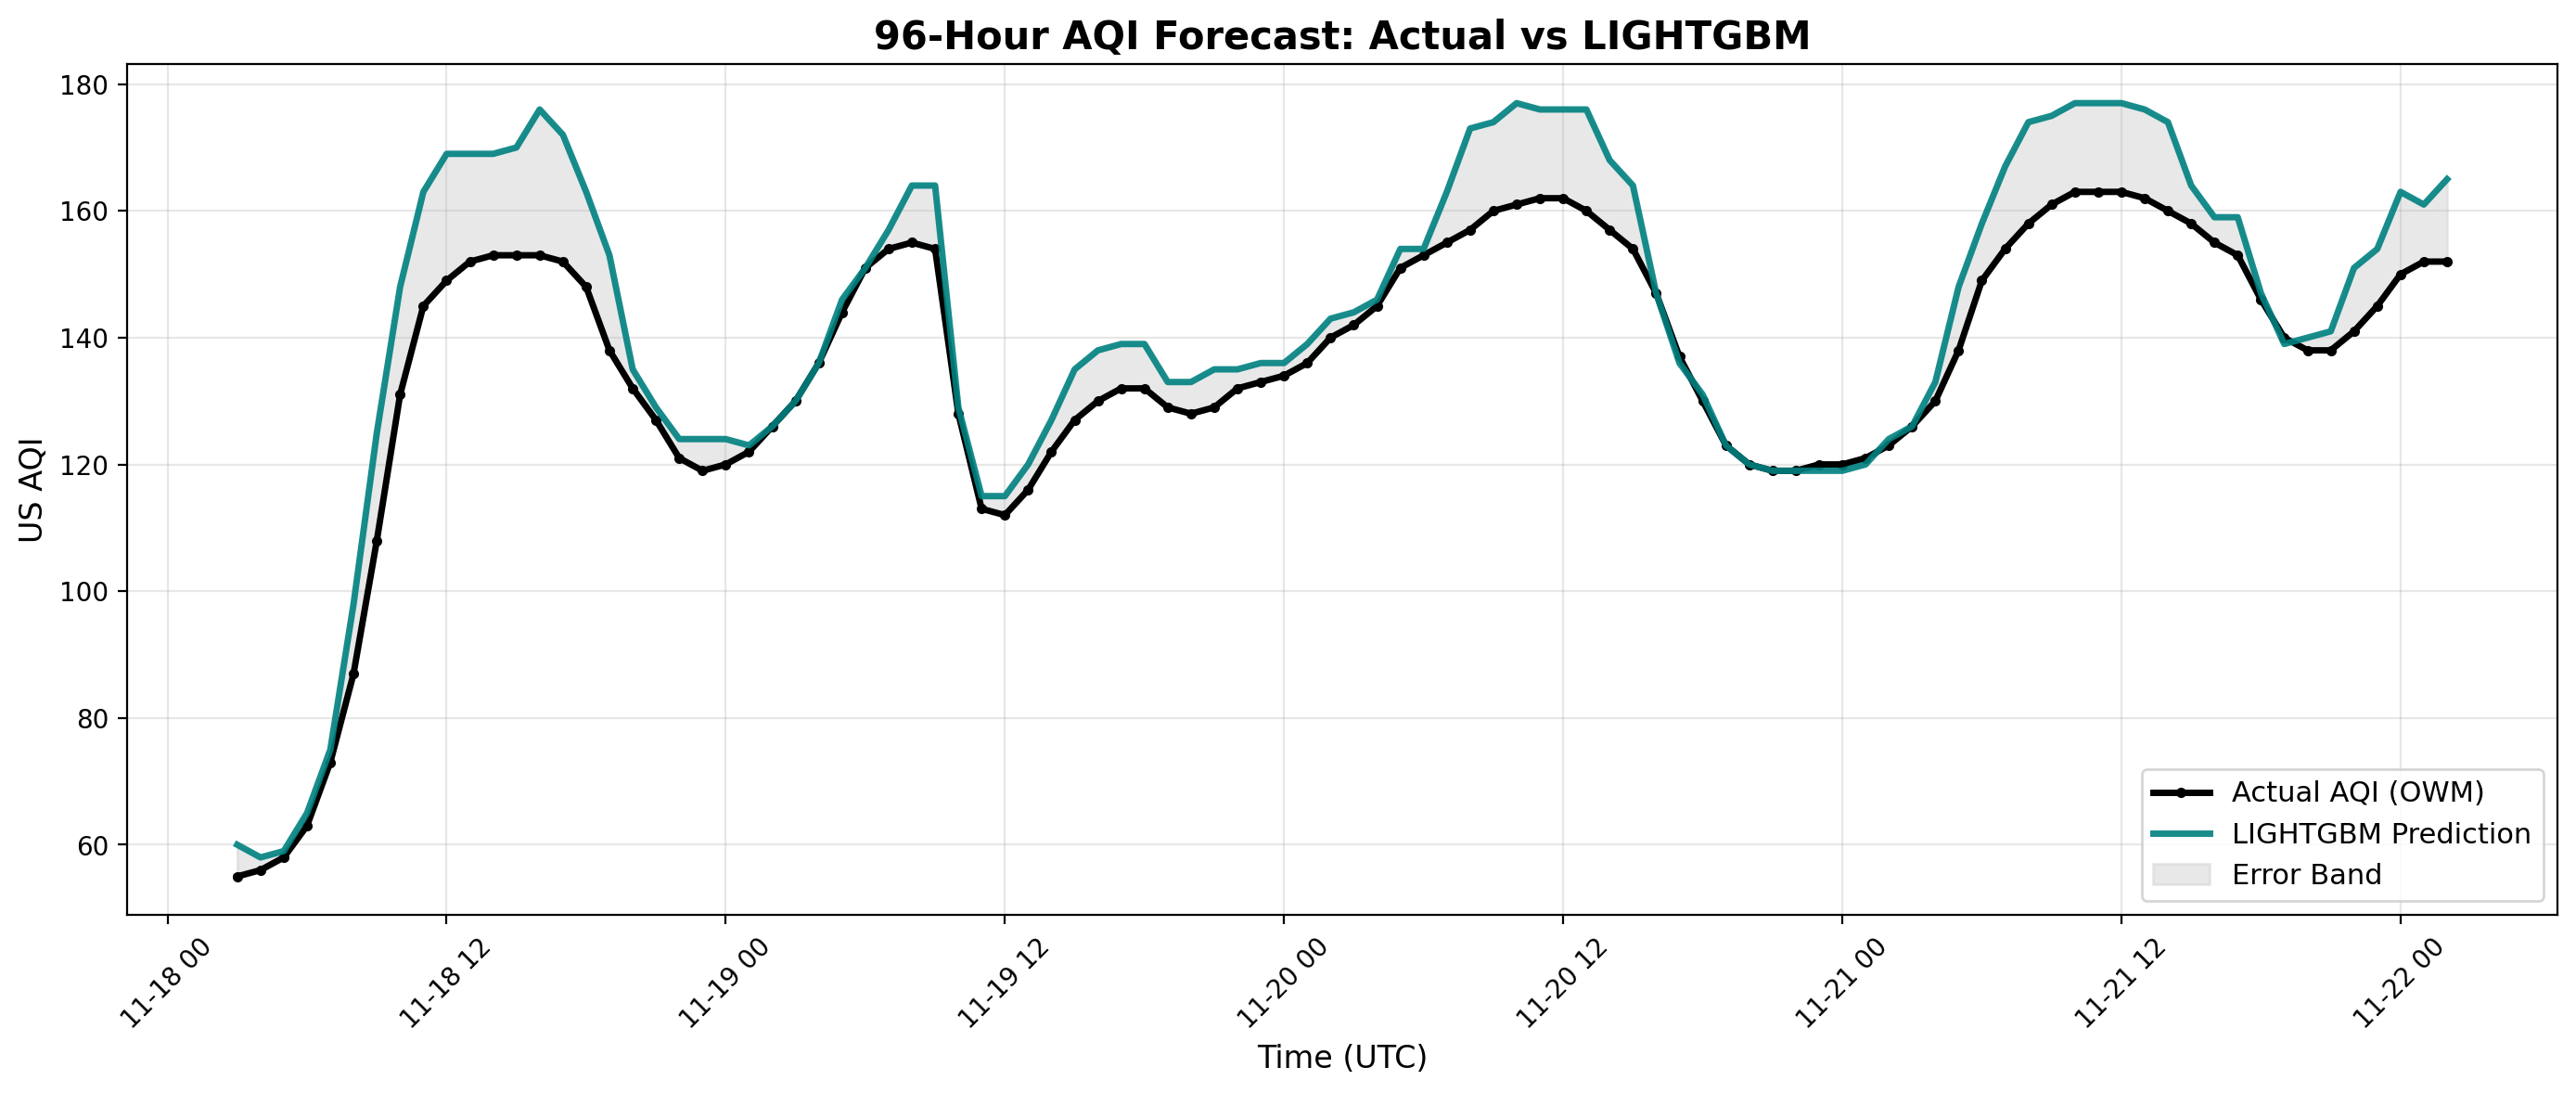 96-Hour AQI Forecast: Actual vs LIGHTGBM
US AQI
180
160
140
120
100
80
60
Actual AQI (OWM)
LIGHTGBM Prediction
Error Band
11-18 00
11-18 12
11-19 00
11-19 12
11-20 00
11-20 12
11-21 00
11-21 12
11-22 00
Time (UTC)